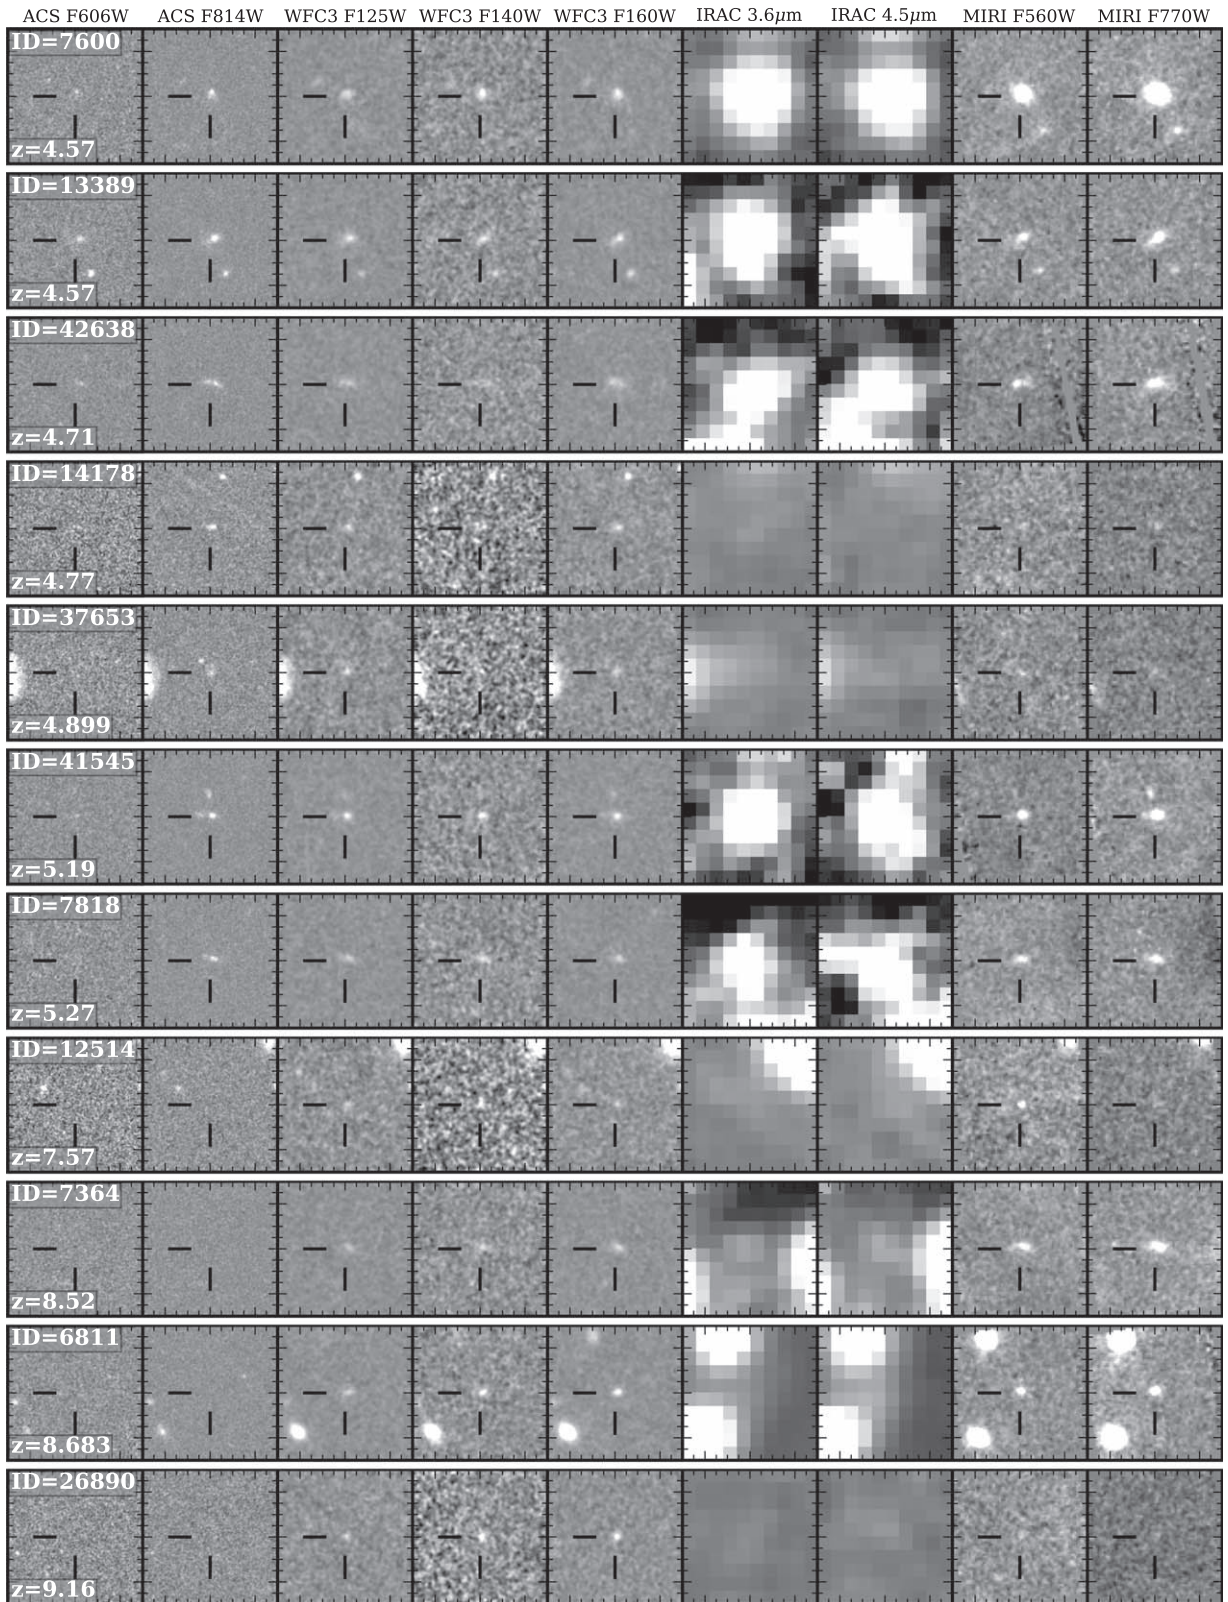 ACS F606W ACS F814W WFC3 F125W WFC3 F140W WFC3 F160W IRAC 3.6μm IRAC 4.5μm MIRI F560W MIRI F770W
ID=7600
z=4.57
ID=13389
z=4.57
ID=42638
z=4.71
ID=14178
z=4.77
ID=37653
z=4.899
ID=41545
z=5.19
ID=7818
z=5.27
ID=12514
z=7.57
ID=7364
z=8.52
ID=6811
z=8.683
ID=26890
z=9.16